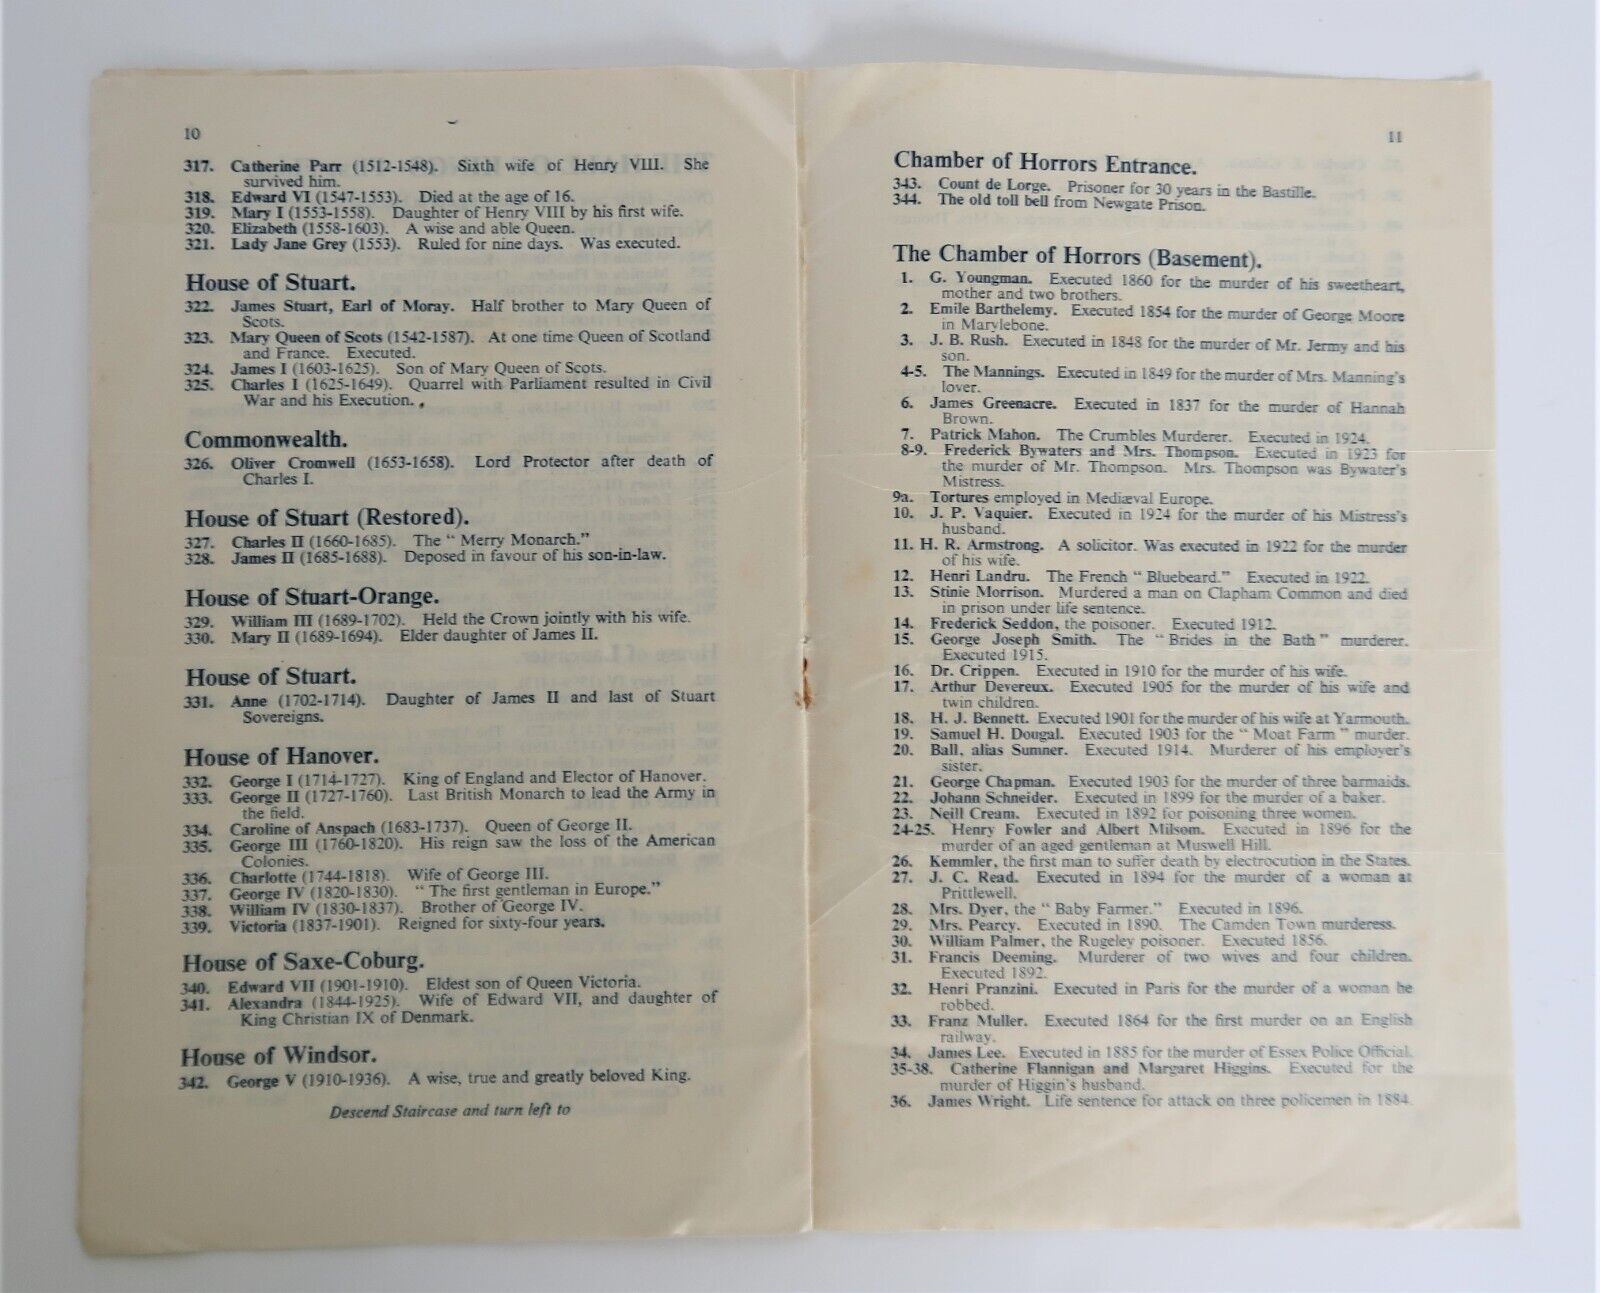 10
317. Catherine Parr (1512-1548). Sixth wife of Henry VIII. She
survived him.
318. Edward VI (1547-1553). Died at the age of 16.
319. Mary I (1553-1558). Daughter of Henry VIII by his first wife.
320. Elizabeth (1558-1603). A wise and able Queen.
321. Lady Jane Grey (1553). Ruled for nine days. Was executed.
House of Stuart.
322. James Stuart, Earl of Moray. Half brother to Mary Queen of
Scots.
323. Mary Queen of Scots (1542-1587). At one time Queen of Scotland
and France. Executed.
324. James I (1603-1625). Son of Mary Queen of Scots.
325. Charles I (1625-1649). Quarrel with Parliament resulted in Civil
War and his Execution.
Commonwealth.
326. Oliver Cromwell (1653-1658). Lord Protector after death of
Charles I.
House of Stuart (Restored).
327. Charles II (1660-1685). The "Merry Monarch."
328. James II (1685-1688). Deposed in favour of his son-in-law.
House of Stuart-Orange.
329. William III (1689-1702). Held the Crown jointly with his wife.
330. Mary II (1689-1694). Elder daughter of James II.
House of Stuart.
331. Anne (1702-1714). Daughter of James II and last of Stuart
Sovereigns.
House of Hanover.
332. George I (1714-1727). King of England and Elector of Hanover.
333. George II (1727-1760). Last British Monarch to lead the Army in
the field.
334. Caroline of Anspach (1683-1737). Queen of George II.
335. George III (1760-1820). His reign saw the loss of the American
Colonies.
336. Charlotte (1744-1818). Wife of George III.
337. George IV (1820-1830). "The first gentleman in Europe."
338. William IV (1830-1837). Brother of George IV.
339. Victoria (1837-1901). Reigned for sixty-four years.
House of Saxe-Coburg.
340. Edward VII (1901-1910). Eldest son of Queen Victoria.
341. Alexandra (1844-1925). Wife of Edward VII, and daughter of
King Christian IX of Denmark.
House of Windsor.
342. George V (1910-1936). A wise, true and greatly beloved King.
Descend Staircase and turn left to
11
Chamber of Horrors Entrance.
343. Count de Lorge. Prisoner for 30 years in the Bastille.
344. The old toll bell from Newgate Prison.
The Chamber of Horrors (Basement).
1. G. Youngman. Executed 1860 for the murder of his sweetheart,
mother and two brothers.
2. Emile Barthelemy. Executed 1854 for the murder of George Moore
in Marylebone.
3. J. B. Rush. Executed in 1848 for the murder of Mr. Jermy and his
son.
4-5. The Mannings. Executed in 1849 for the murder of Mrs. Manning's
lover.
6. James Greenacre. Executed in 1837 for the murder of Hannah
Brown.
7. Patrick Mahon. The Crumbles Murderer. Executed in 1924.
8-9. Frederick Bywaters and Mrs. Thompson. Executed in 1923 for
the murder of Mr. Thompson. Mrs. Thompson was Bywater's
Mistress.
9a. Tortures employed in Mediæval Europe.
10. J. P. Vaquier. Executed in 1924 for the murder of his Mistress's
husband.
11. H. R. Armstrong. A solicitor. Was executed in 1922 for the murder
of his wife.
12. Henri Landru. The French "Bluebeard." Executed in 1922.
13. Stinie Morrison. Murdered a man on Clapham Common and died
in prison under life sentence.
14. Frederick Seddon, the poisoner. Executed 1912.
15. George Joseph Smith. The "Brides in the Bath" murderer.
Executed 1915.
16. Dr. Crippen. Executed in 1910 for the murder of his wife.
17. Arthur Devereux. Executed 1905 for the murder of his wife and
twin children.
18. H. J. Bennett. Executed 1901 for the murder of his wife at Yarmouth.
19. Samuel H. Dougal. Executed 1903 for the "Moat Farm" murder.
20. Ball, alias Sumner. Executed 1914. Murderer of his employer's
sister.
21. George Chapman. Executed 1903 for the murder of three barmaids.
22. Johann Schneider. Executed in 1899 for the murder of a baker.
23. Neill Cream. Executed in 1892 for poisoning three women.
24-25. Henry Fowler and Albert Milsom. Executed in 1896 for the
murder of an aged gentleman at Muswell Hill.
26. Kemmler, the first man to suffer death by electrocution in the States.
27. J. C. Read. Executed in 1894 for the murder of a woman at
Prittlewell.
28. Mrs. Dyer, the "Baby Farmer." Executed in 1896.
29. Mrs. Pearcy. Executed in 1890. The Camden Town murderess.
30. William Palmer, the Rugeley poisoner. Executed 1856.
31. Francis Deeming. Murderer of two wives and four children.
Executed 1892.
32. Henri Pranzini. Executed in Paris for the murder of a woman he
robbed.
33. Franz Muller. Executed 1864 for the first murder on an English
railway.
34. James Lee. Executed in 1885 for the murder of Essex Police Official.
35-38. Catherine Flannigan and Margaret Higgins. Executed for the
murder of Higgin's husband.
36. James Wright. Life sentence for attack on three policemen in 1884.